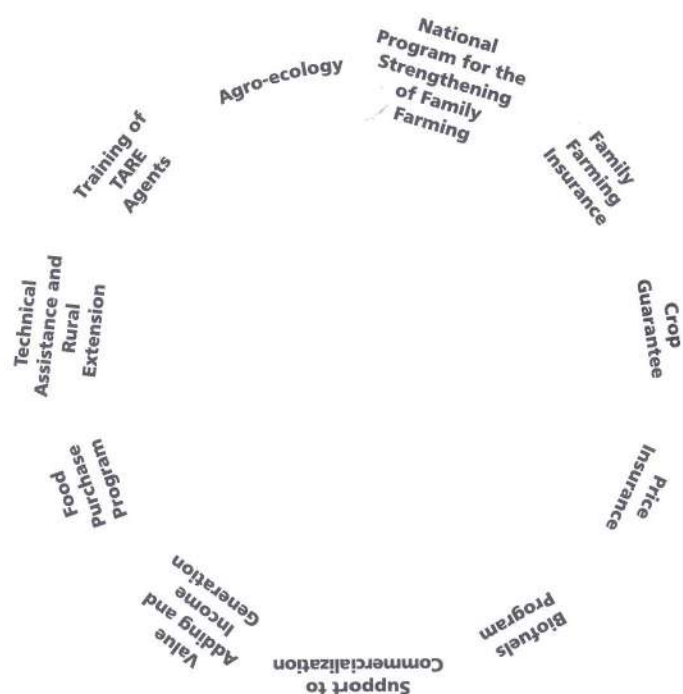 National
Program for the
Strengthening
of Family
Farming
Family
Farming
Insurance
Crop
Guarantee
Price
Insurance
Biofuels
Program
Support to
Commercialization
Value
Adding and
Income
Generation
Food
Purchase
Program
Technical
Assistance and
Rural
Extension
Training of
TARE
Agents
Agro-ecology